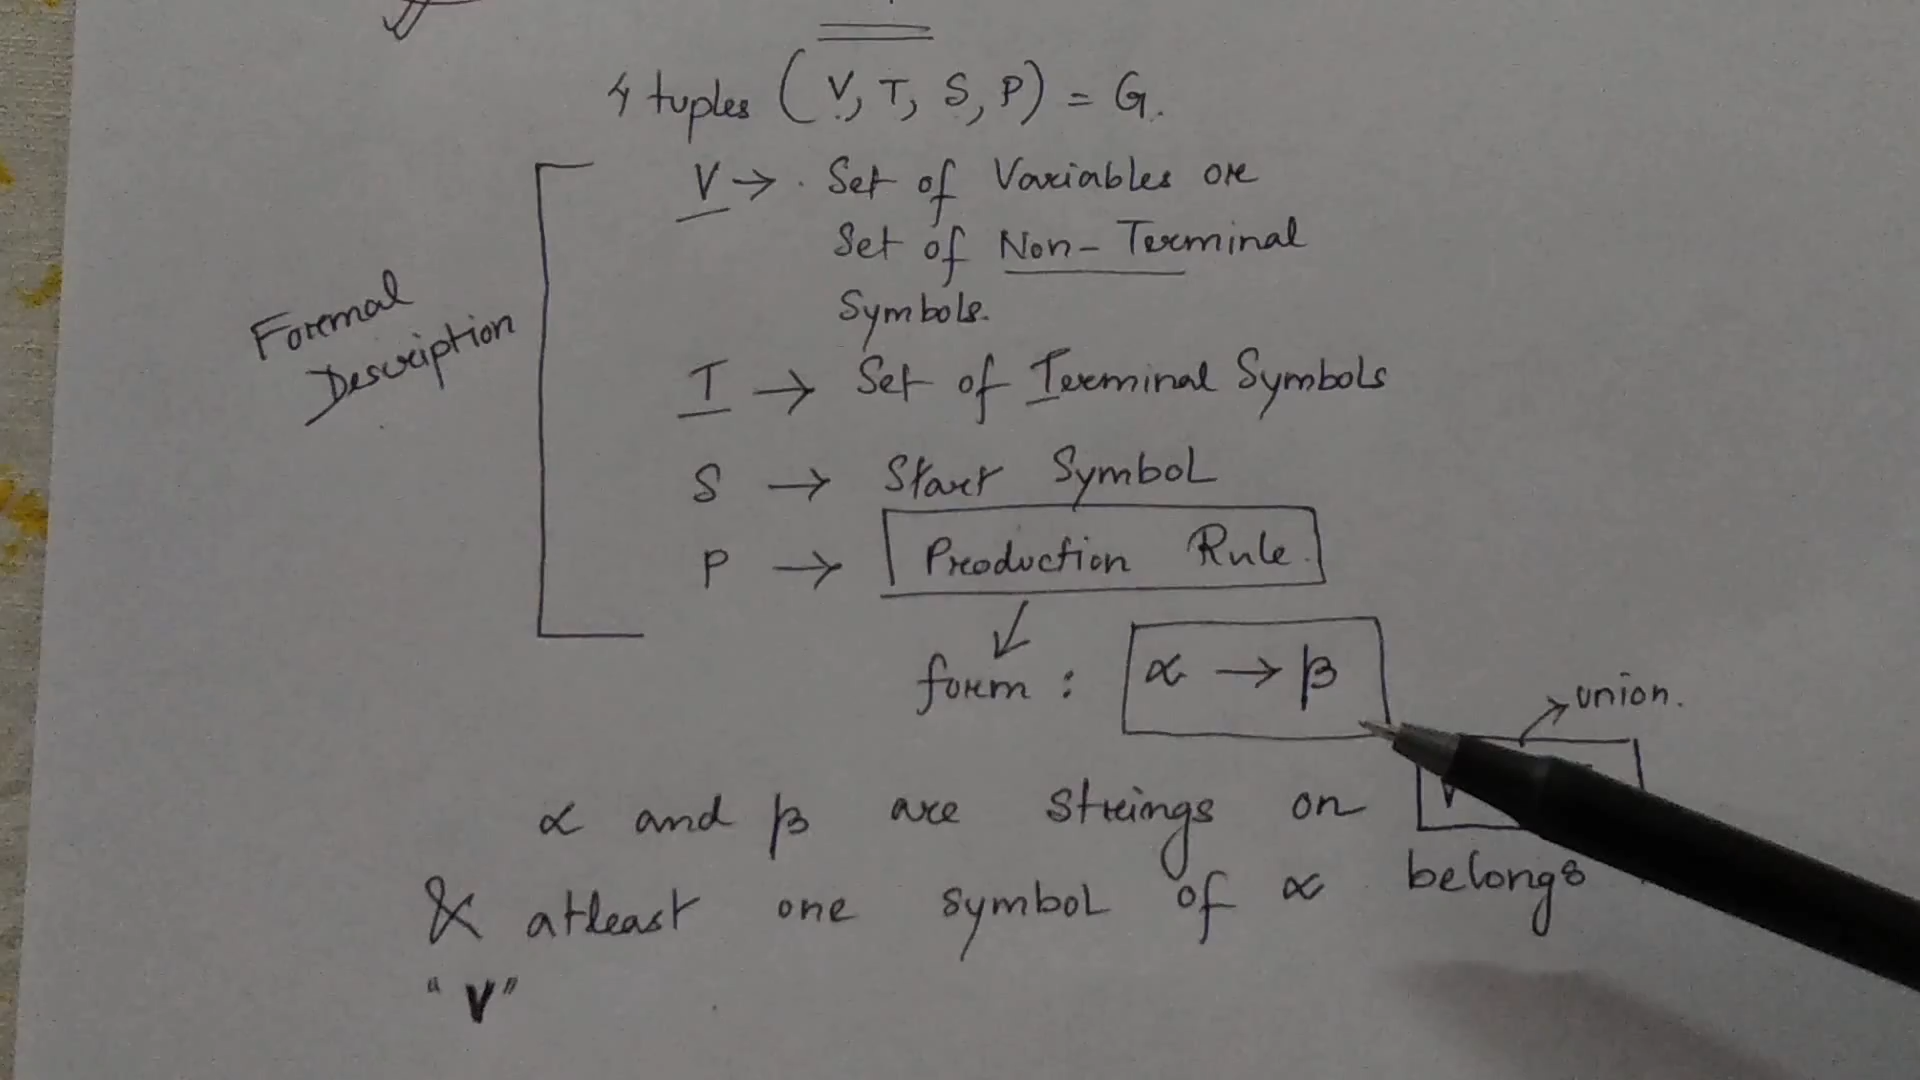 4 tuples (V, T, S, P) = G.
V → Set of Variables or
Set of Non-Terminal
Symbols.
Formal
Description
T → Set of Terminal Symbols
S → Start Symbol
P → Production Rule.
form : α → β
union.
α and β are strings on V
& atleast one symbol of α belongs
"V"